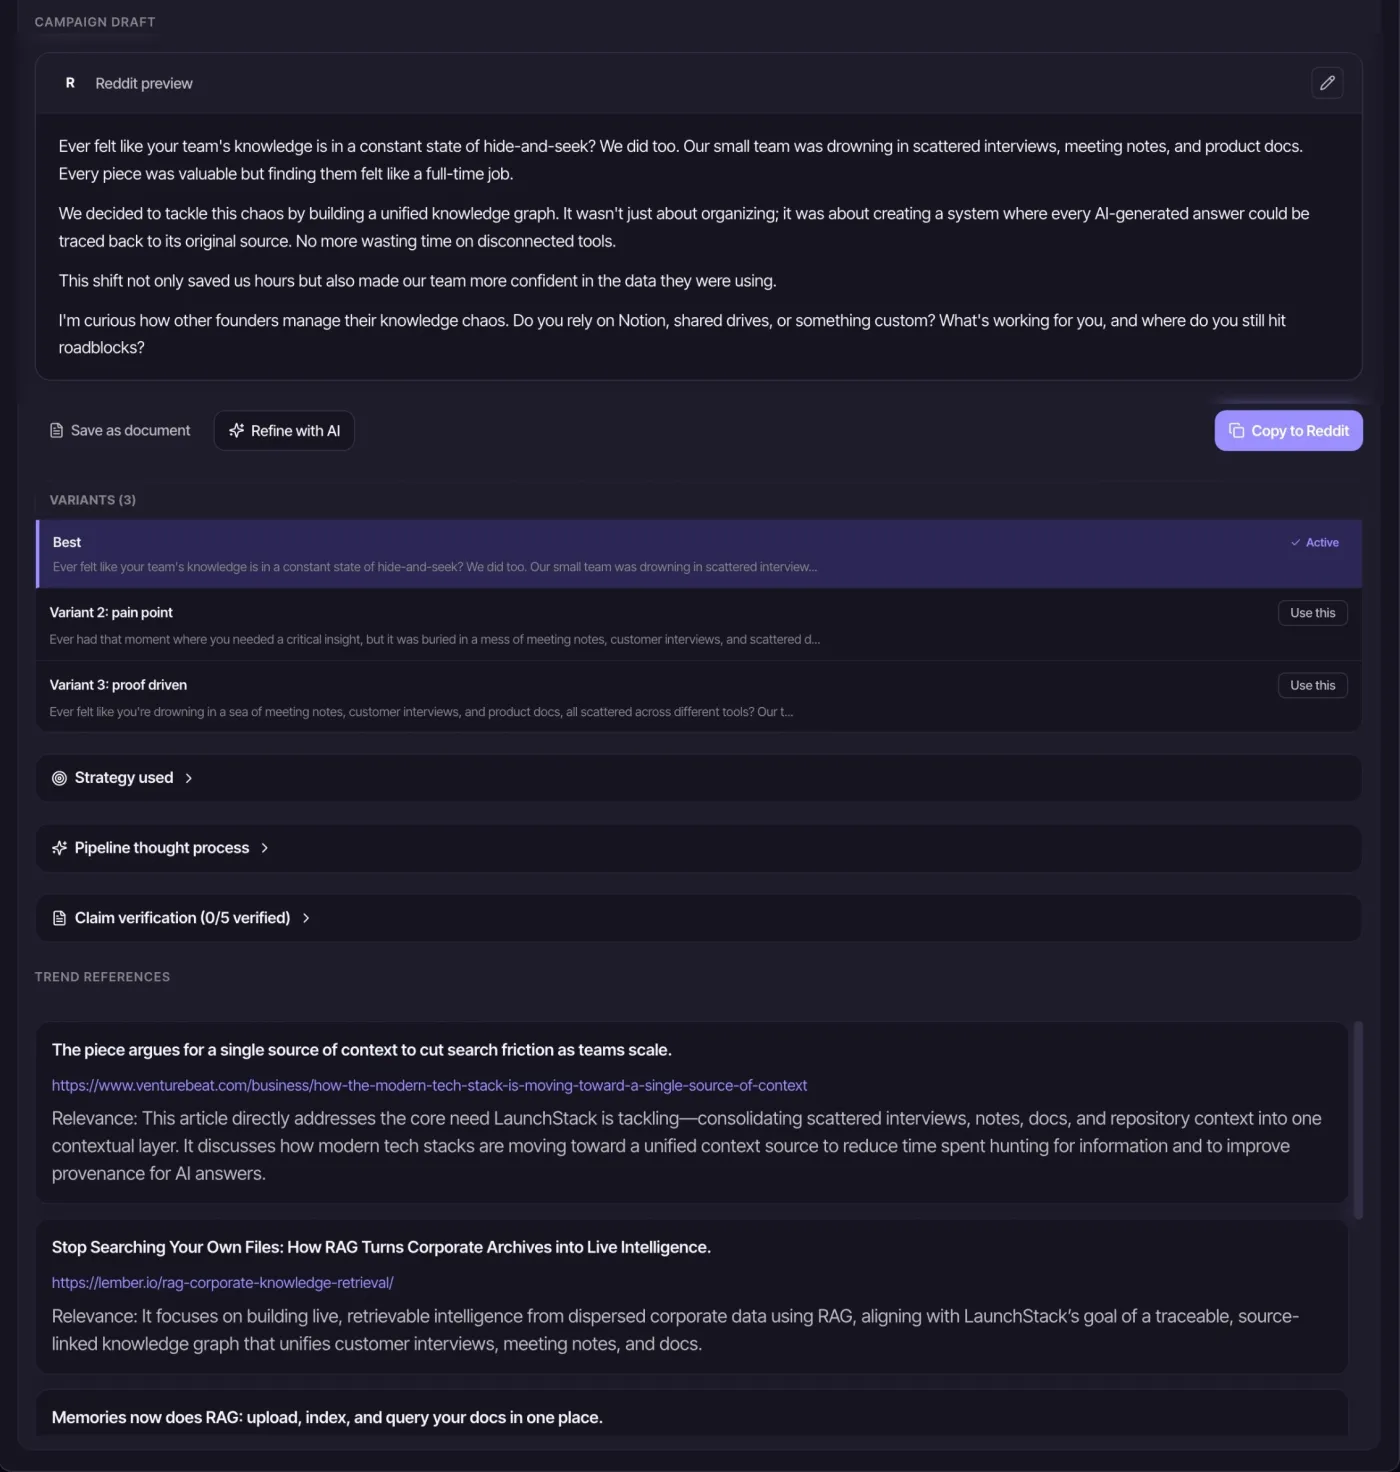 CAMPAIGN DRAFT
R Reddit preview
Ever felt like your team's knowledge is in a constant state of hide-and-seek? We did too. Our small team was drowning in scattered interviews, meeting notes, and product docs.
Every piece was valuable but finding them felt like a full-time job.
We decided to tackle this chaos by building a unified knowledge graph. It wasn't just about organizing; it was about creating a system where every AI-generated answer could be
traced back to its original source. No more wasting time on disconnected tools.
This shift not only saved us hours but also made our team more confident in the data they were using.
I'm curious how other founders manage their knowledge chaos. Do you rely on Notion, shared drives, or something custom? What's working for you, and where do you still hit
roadblocks?
Save as document
Refine with AI
Copy to Reddit
VARIANTS (3)
Best
Active
Ever felt like your team's knowledge is in a constant state of hide-and-seek? We did too. Our small team was drowning in scattered interview...
Variant 2: pain point
Use this
Ever had that moment where you needed a critical insight, but it was buried in a mess of meeting notes, customer interviews, and scattered d...
Variant 3: proof driven
Use this
Ever felt like you're drowning in a sea of meeting notes, customer interviews, and product docs, all scattered across different tools? Our t...
Strategy used
Pipeline thought process
Claim verification (0/5 verified)
TREND REFERENCES
The piece argues for a single source of context to cut search friction as teams scale.
https://www.venturebeat.com/business/how-the-modern-tech-stack-is-moving-toward-a-single-source-of-context
Relevance: This article directly addresses the core need LaunchStack is tackling—consolidating scattered interviews, notes, docs, and repository context into one
contextual layer. It discusses how modern tech stacks are moving toward a unified context source to reduce time spent hunting for information and to improve
provenance for AI answers.
Stop Searching Your Own Files: How RAG Turns Corporate Archives into Live Intelligence.
https://lember.io/rag-corporate-knowledge-retrieval/
Relevance: It focuses on building live, retrievable intelligence from dispersed corporate data using RAG, aligning with LaunchStack’s goal of a traceable, source-
linked knowledge graph that unifies customer interviews, meeting notes, and docs.
Memories now does RAG: upload, index, and query your docs in one place.